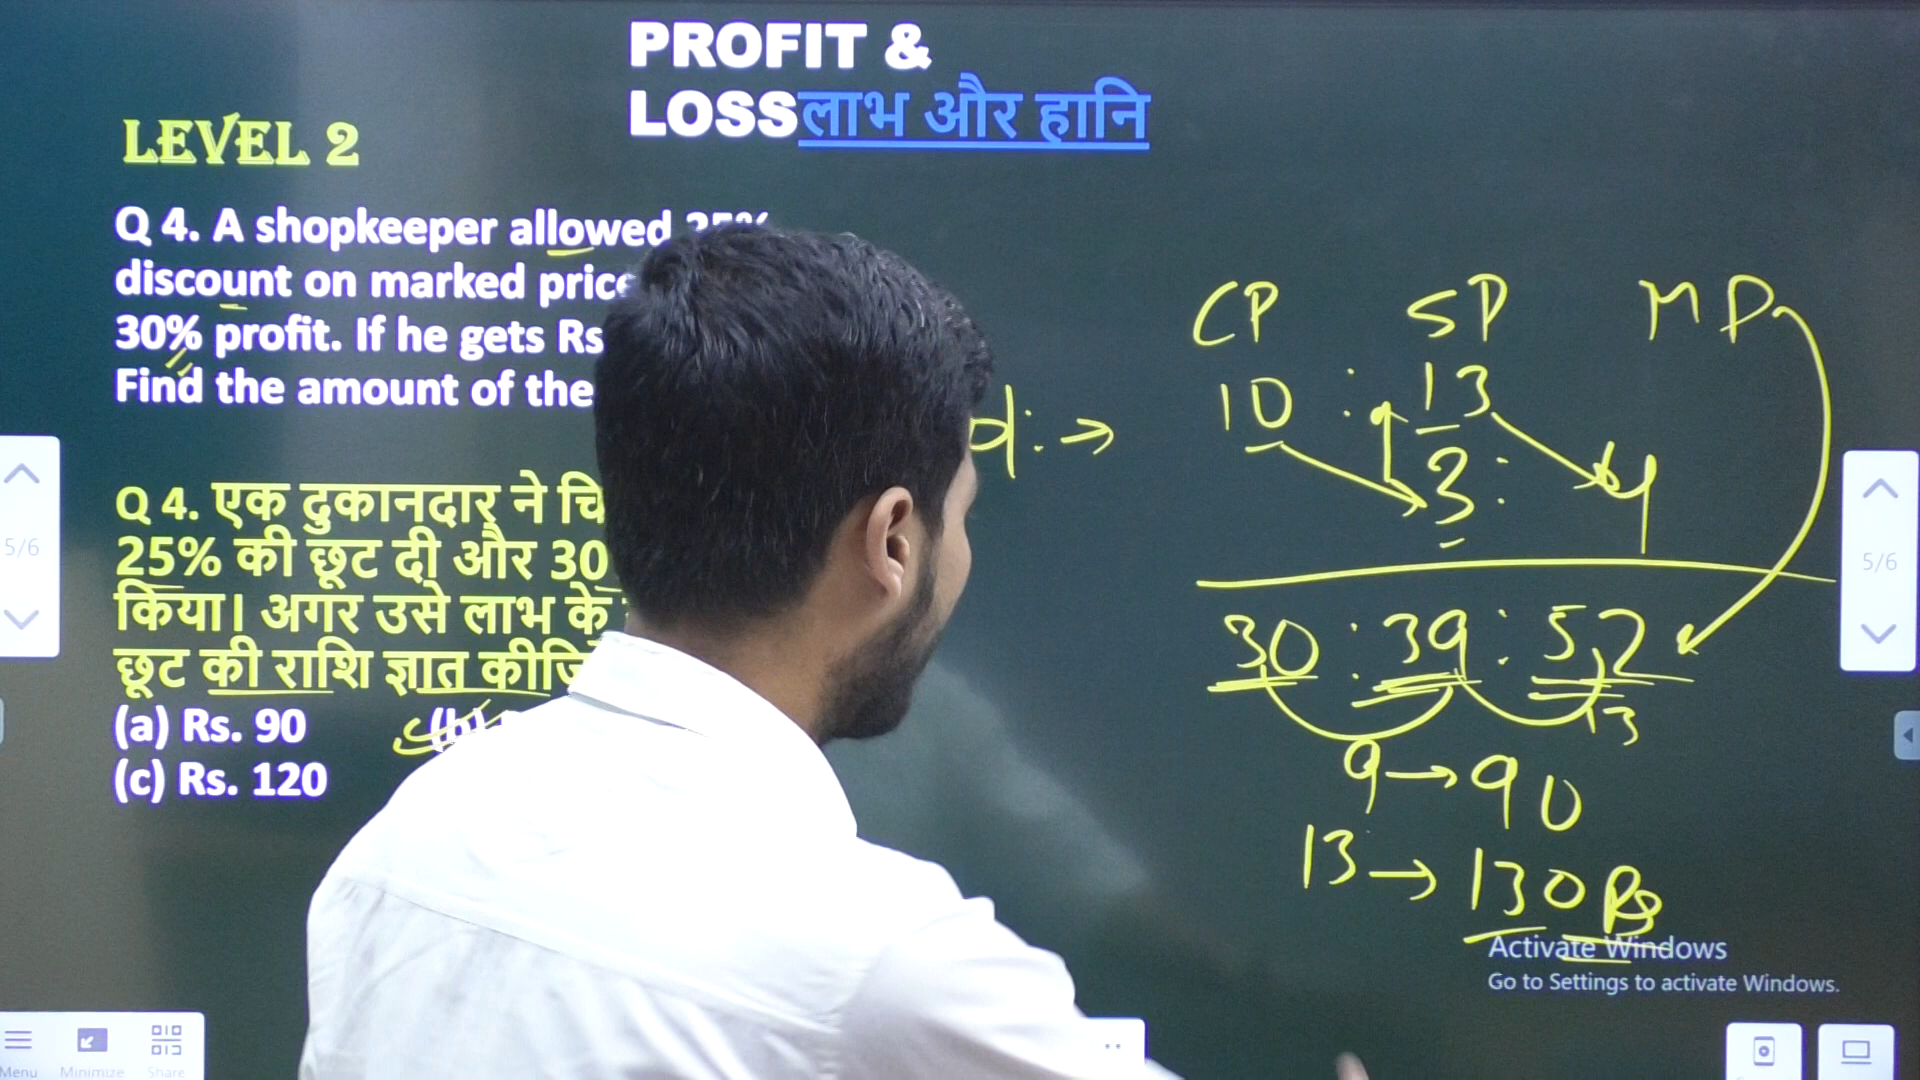 PROFIT &
LOSSलाभ और हानि
LEVEL 2
Q 4. A shopkeeper allowed
discount on marked price
30% profit. If he gets Rs
Find the amount of the
Q 4. एक दुकानदार ने
25% की छूट दी और 30
किया। अगर उसे लाभ के
छूट की राशि ज्ञात
(a) Rs. 90 (b)
(c) Rs. 120
d: →
CP SP MP
10 : 13
3 : 4
30 : 39 : 52
13
9 → 90
13 → 130 Rs
Activate Windows
Go to Settings to activate Windows.
5/6
5/6
Menu Minimize Share